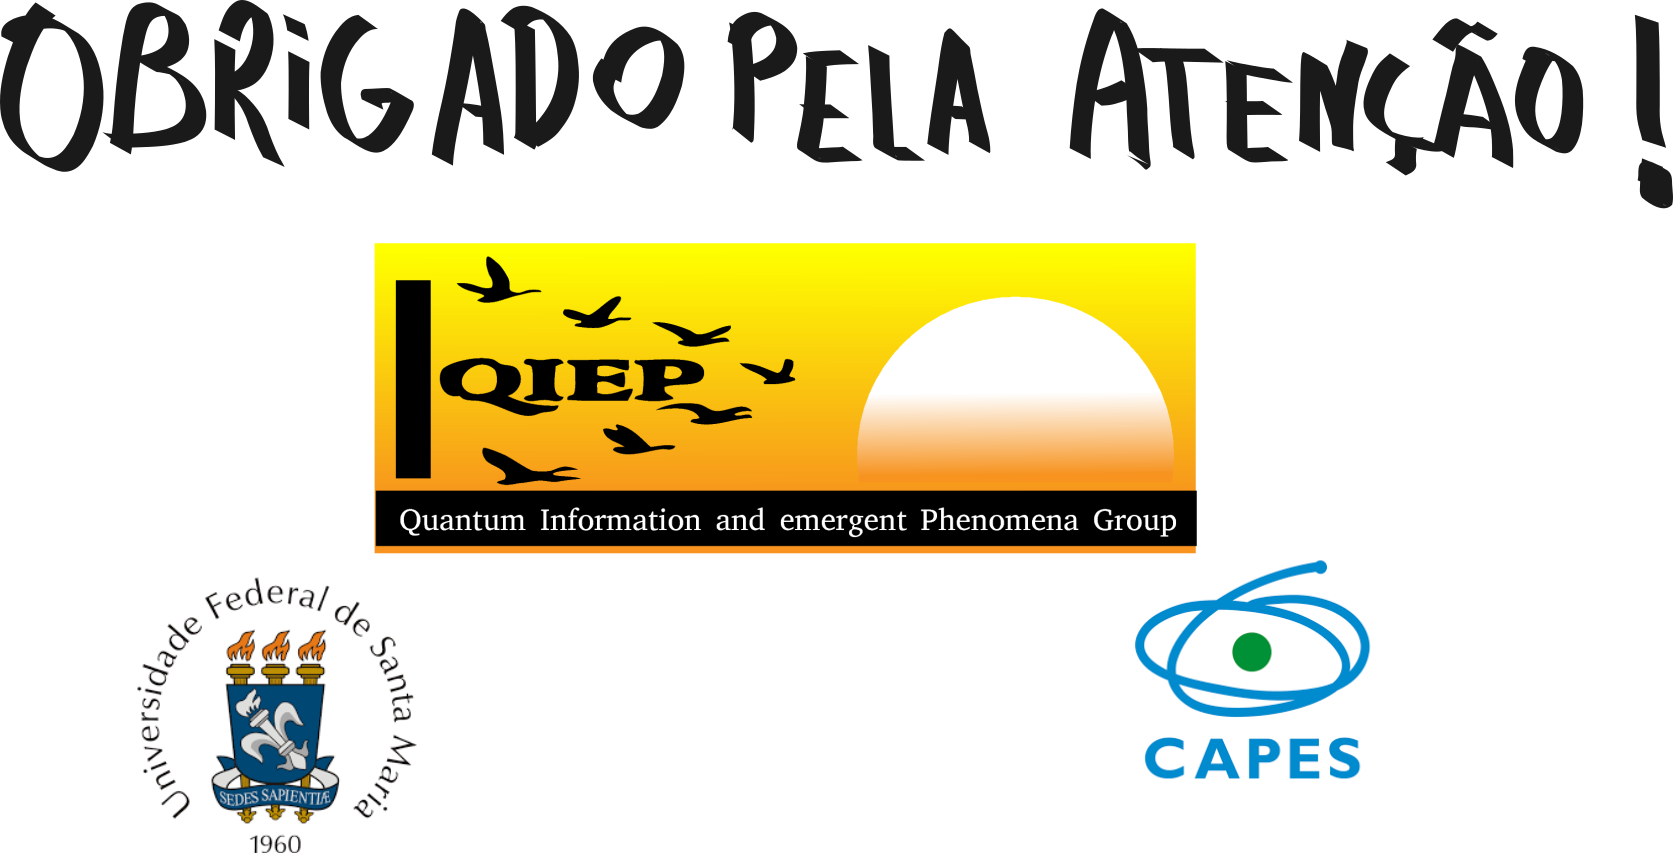 OBRiGADO PELA ATENÇÃO!
QIEP
Quantum Information and emergent Phenomena Group
Universidade Federal de Santa Maria
SEDES SAPIENTIÆ
1960
CAPES